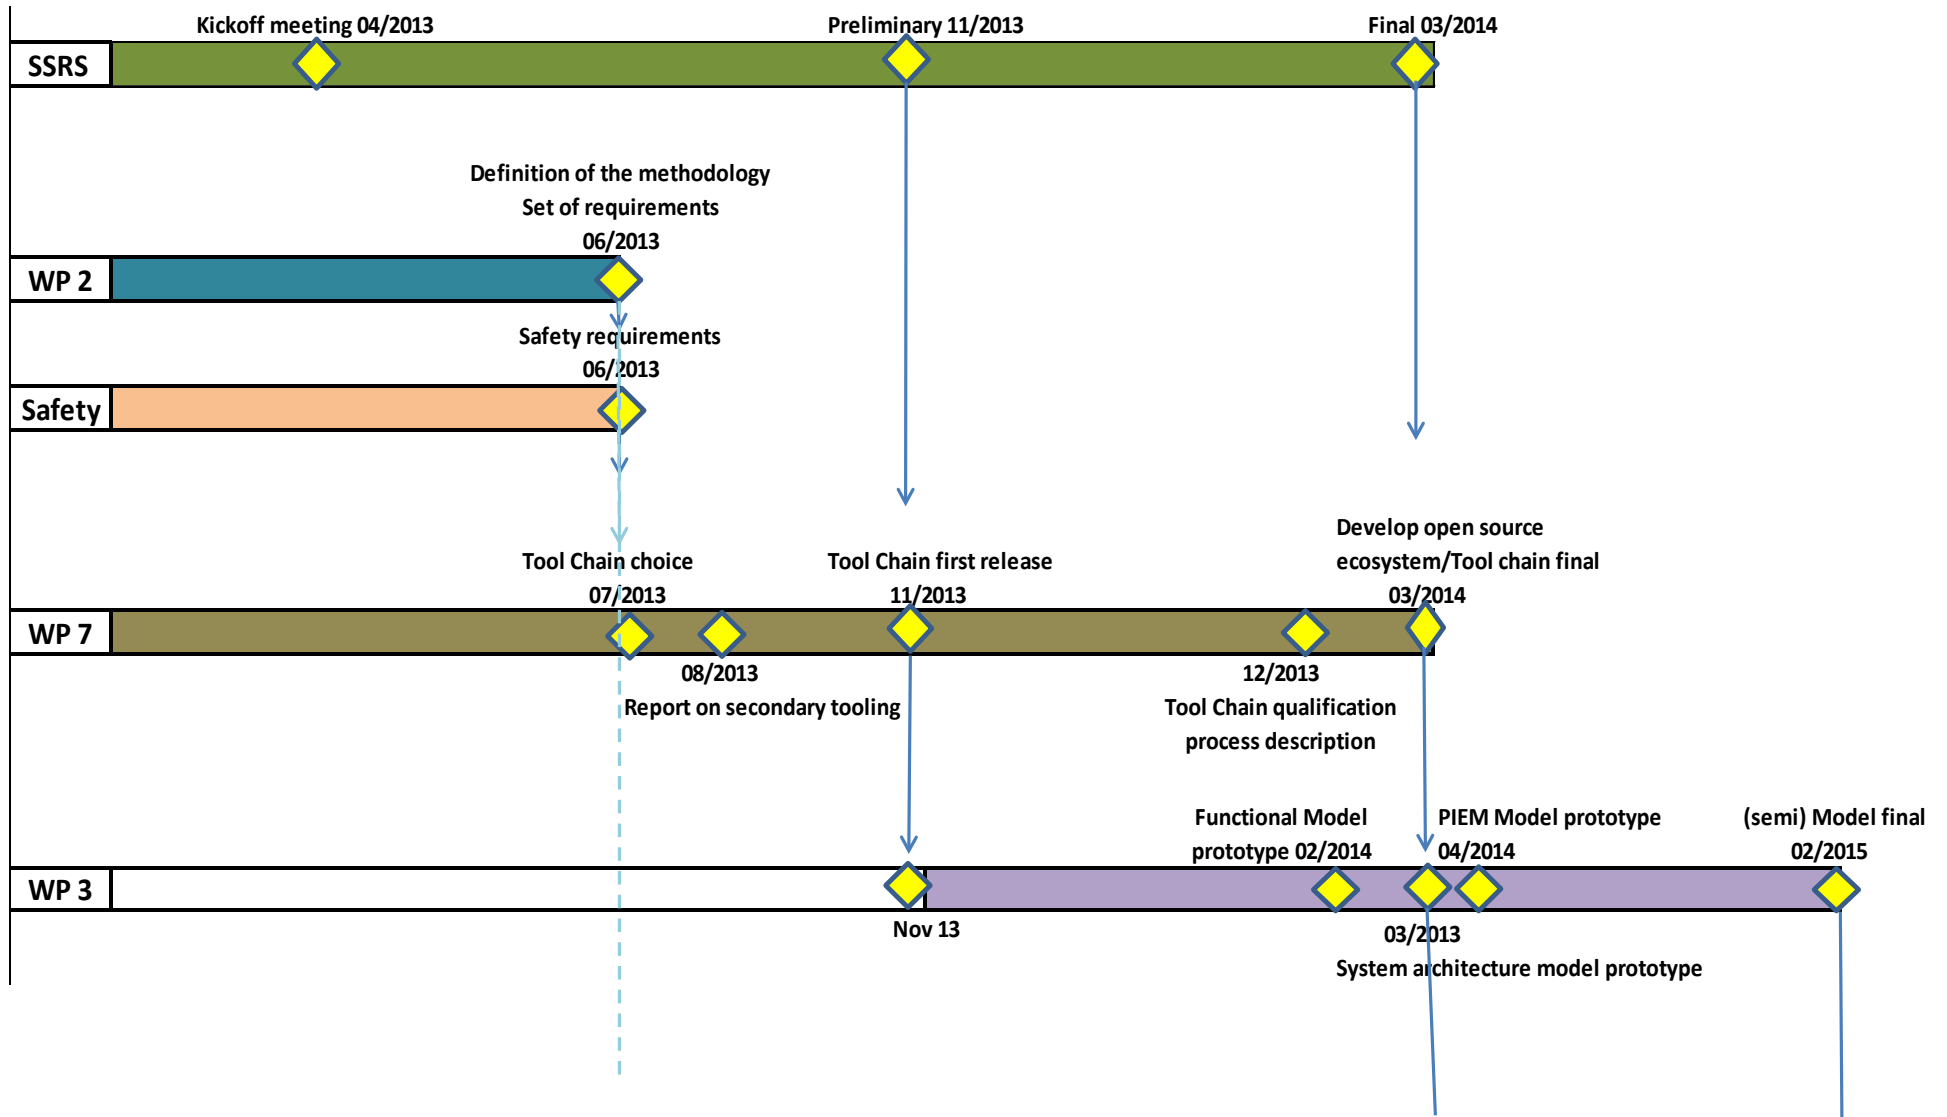 Kickoff meeting 04/2013
Preliminary 11/2013
Final 03/2014
SSRS
Definition of the methodology
Set of requirements
06/2013
WP 2
Safety requirements
06/2013
Safety
Tool Chain choice
07/2013
Tool Chain first release
11/2013
Develop open source
ecosystem/Tool chain final
03/2014
WP 7
08/2013
Report on secondary tooling
12/2013
Tool Chain qualification
process description
Functional Model
prototype 02/2014
PIEM Model prototype
04/2014
(semi) Model final
02/2015
WP 3
Nov 13
03/2013
System architecture model prototype